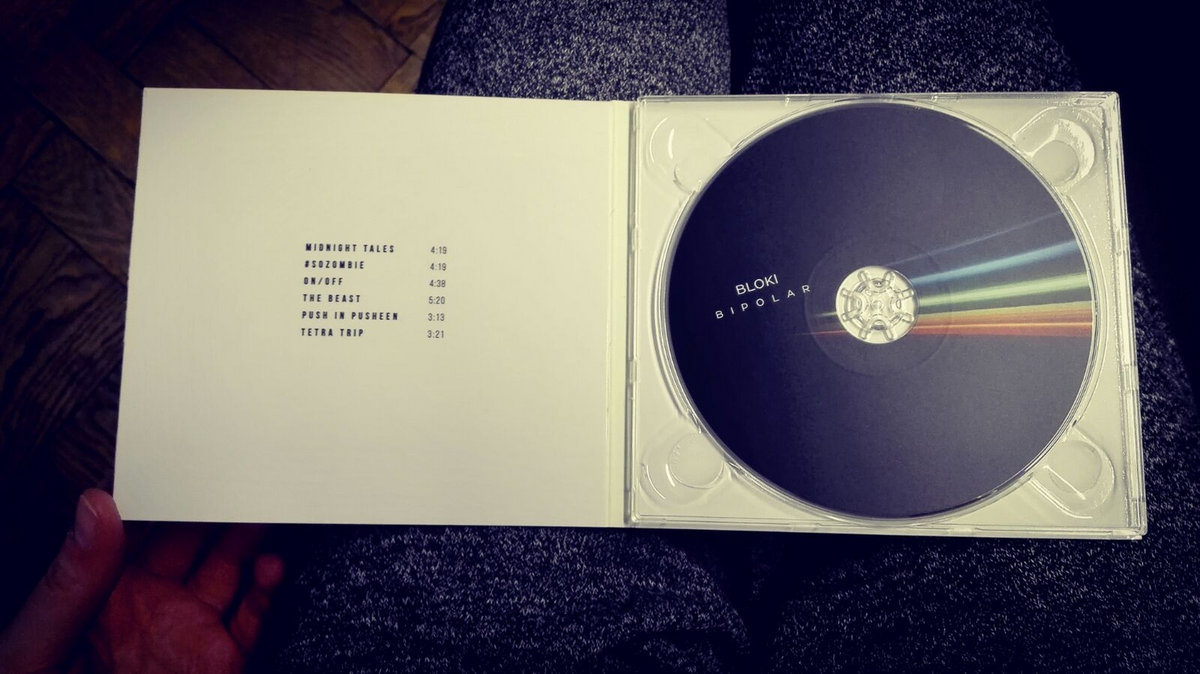 MIDNIGHT TALES 4:19
#SOZOMBIE 4:19
ON/OFF 4:38
THE BEAST 5:20
PUSH IN PUSHEEN 3:13
TETRA TRIP 3:21
BLOKI
BIPOLAR